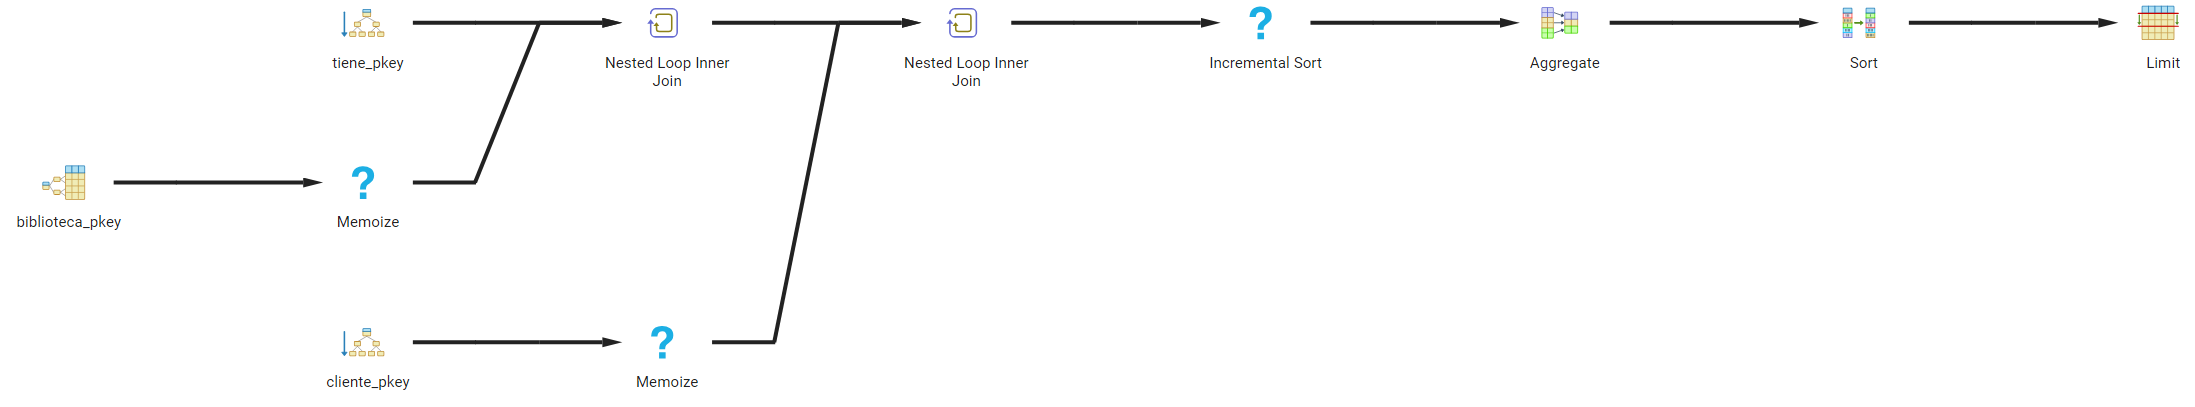 tiene_pkey
Nested Loop Inner
Join
Nested Loop Inner
Join
Incremental Sort
Aggregate
Sort
Limit
biblioteca_pkey
Memoize
cliente_pkey
Memoize